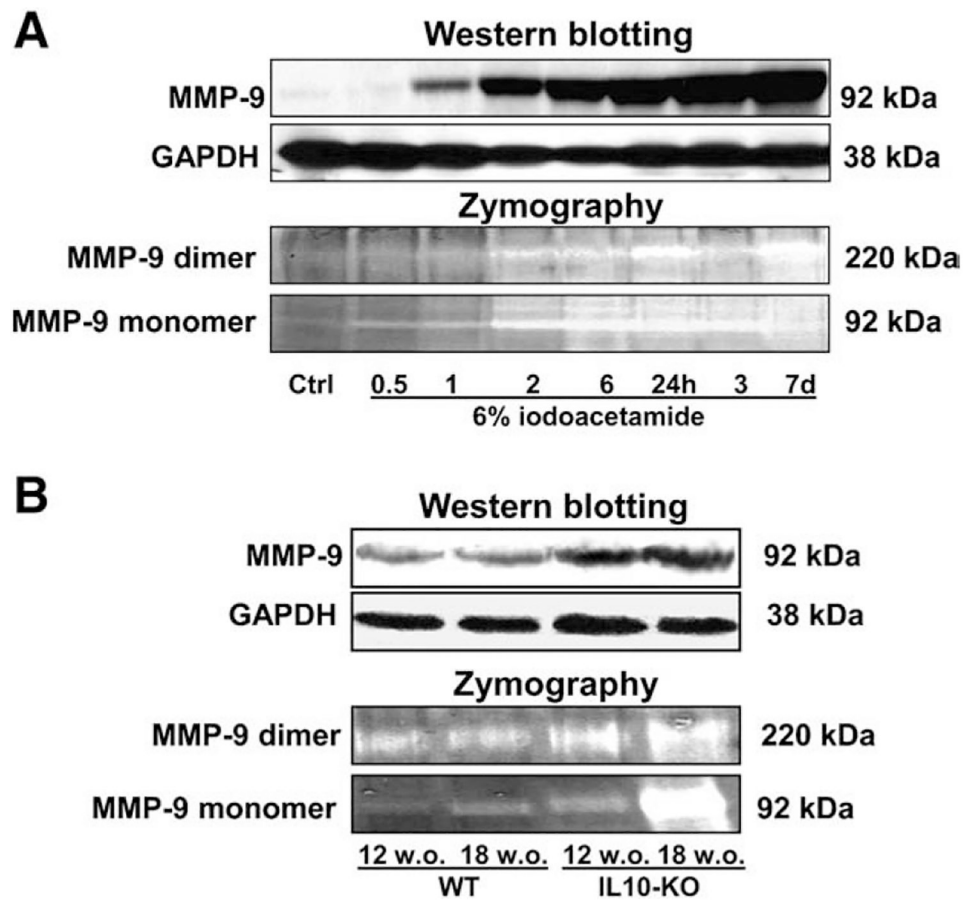 A
Western blotting
MMP-9 92 kDa
GAPDH 38 kDa
Zymography
MMP-9 dimer 220 kDa
MMP-9 monomer 92 kDa
Ctrl 0.5 1 2 6 24h 3 7d
6% iodoacetamide
B
Western blotting
MMP-9 92 kDa
GAPDH 38 kDa
Zymography
MMP-9 dimer 220 kDa
MMP-9 monomer 92 kDa
12 w.o. 18 w.o. 12 w.o. 18 w.o.
WT IL10-KO